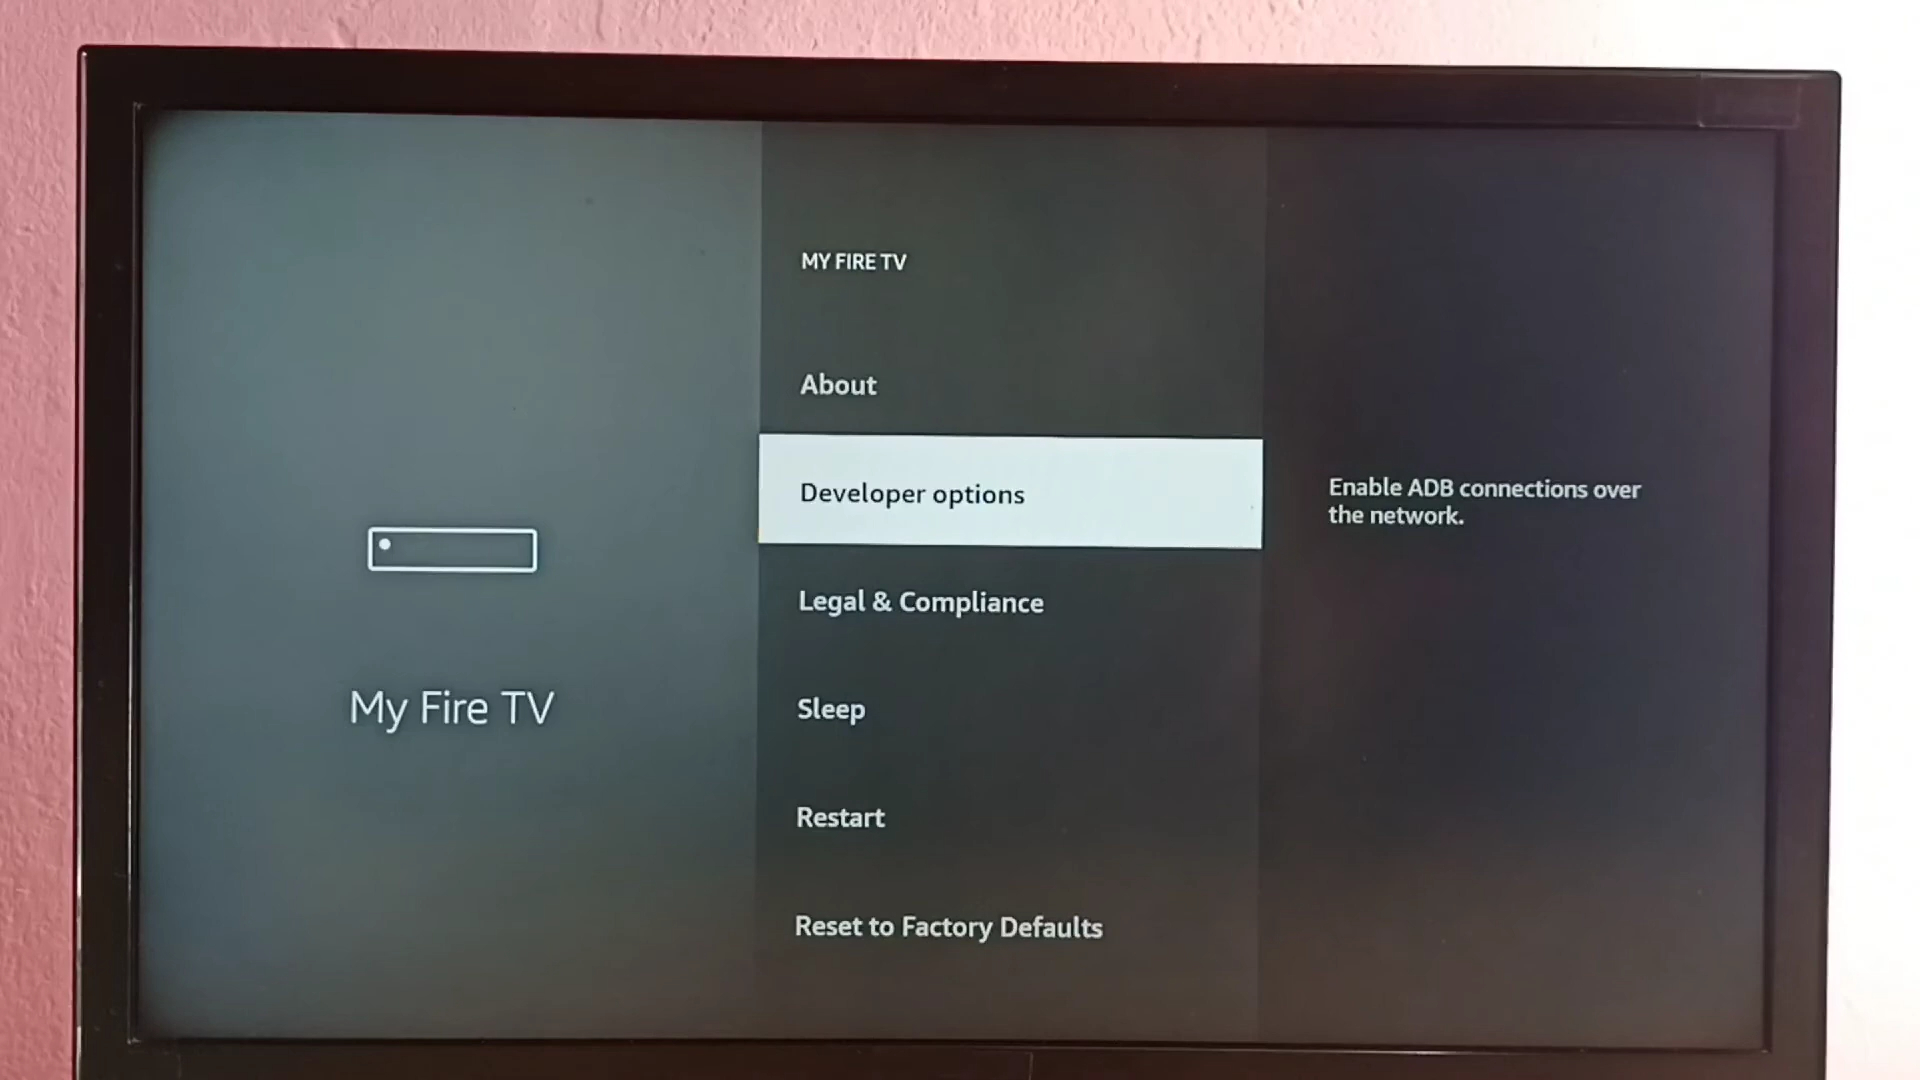 MY FIRE TV
About
Developer options
Enable ADB connections over
the network.
Legal & Compliance
Sleep
My Fire TV
Restart
Reset to Factory Defaults